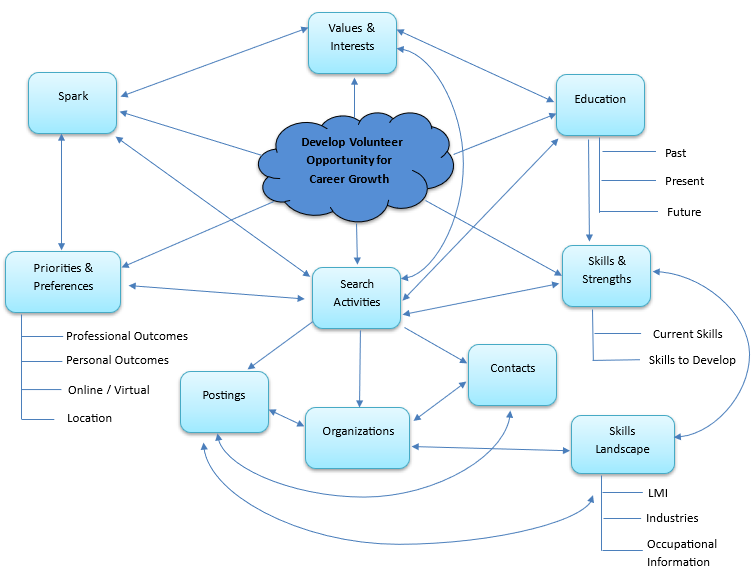 Values &
Interests
Spark
Education
Develop Volunteer
Opportunity for
Career Growth
Past
Present
Future
Priorities &
Preferences
Search
Activities
Skills &
Strengths
Professional Outcomes
Personal Outcomes
Online / Virtual
Location
Current Skills
Skills to Develop
Postings
Contacts
Organizations
Skills
Landscape
LMI
Industries
Occupational
Information